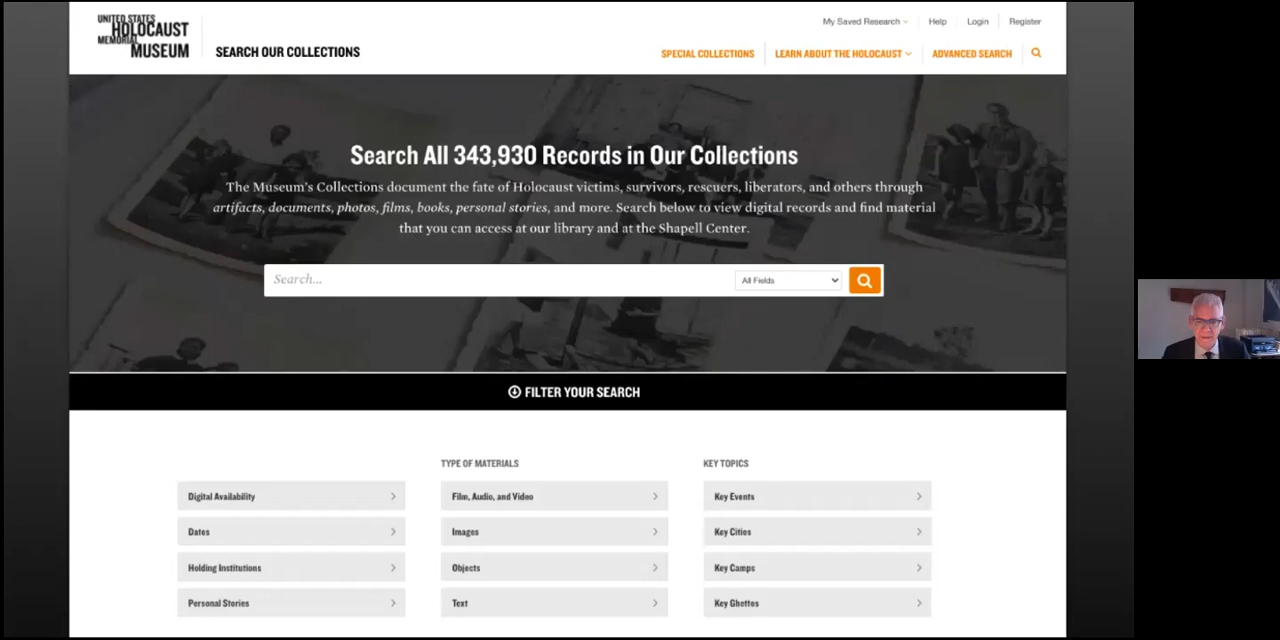 UNITED STATES
HOLOCAUST
MEMORIAL
MUSEUM
SEARCH OUR COLLECTIONS
My Saved Research
Help
Login
Register
SPECIAL COLLECTIONS
LEARN ABOUT THE HOLOCAUST
ADVANCED SEARCH
Search All 343,930 Records in Our Collections
The Museum's Collections document the fate of Holocaust victims, survivors, rescuers, liberators, and others through
artifacts, documents, photos, films, books, personal stories, and more. Search below to view digital records and find material
that you can access at our library and at the Shapell Center.
Search...
All Fields
FILTER YOUR SEARCH
Digital Availability
Dates
Holding Institutions
Personal Stories
TYPE OF MATERIALS
Film, Audio, and Video
Images
Objects
Text
KEY TOPICS
Key Events
Key Cities
Key Camps
Key Ghettos